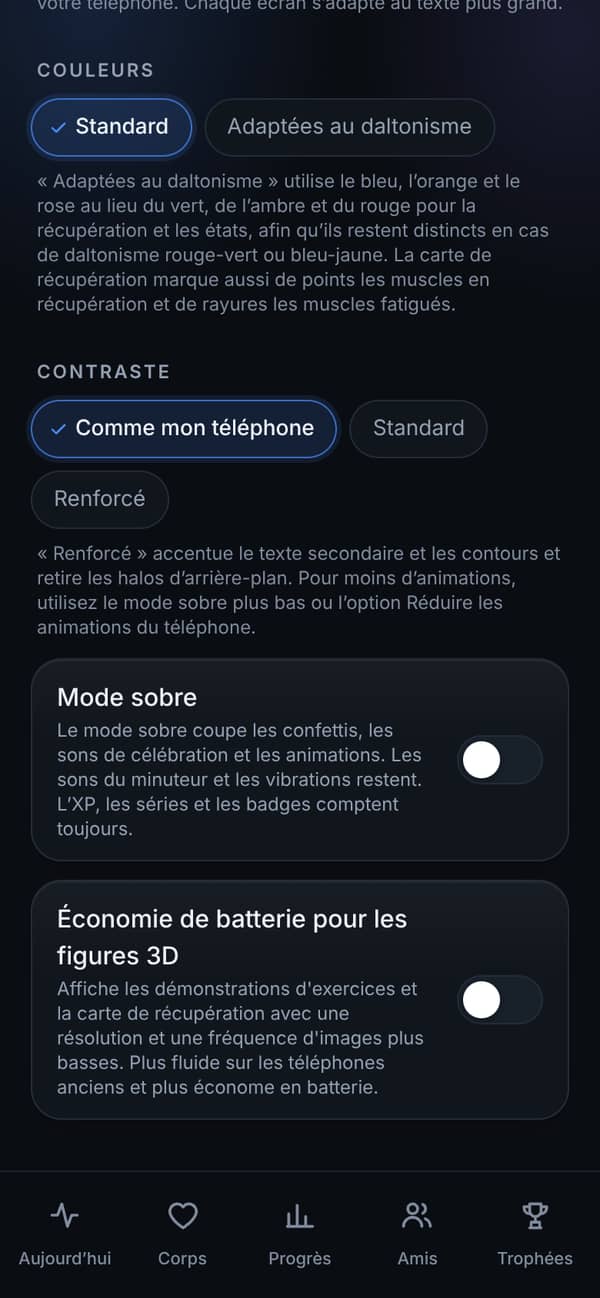 votre téléphone. Chaque écran s'adapte au texte plus grand.
COULEURS
Standard
Adaptées au daltonisme
« Adaptées au daltonisme » utilise le bleu, l’orange et le
rose au lieu du vert, de l’ambre et du rouge pour la
récupération et les états, afin qu’ils restent distincts en cas
de daltonisme rouge-vert ou bleu-jaune. La carte de
récupération marque aussi de points les muscles en
récupération et de rayures les muscles fatigués.
CONTRASTE
Comme mon téléphone
Standard
Renforcé
« Renforcé » accentue le texte secondaire et les contours et
retire les halos d’arrière-plan. Pour moins d’animations,
utilisez le mode sobre plus bas ou l’option Réduire les
animations du téléphone.
Mode sobre
Le mode sobre coupe les confettis, les
sons de célébration et les animations. Les
sons du minuteur et les vibrations restent.
L’XP, les séries et les badges comptent
toujours.
Économie de batterie pour les
figures 3D
Affiche les démonstrations d'exercices et
la carte de récupération avec une
résolution et une fréquence d'images plus
basses. Plus fluide sur les téléphones
anciens et plus économe en batterie.
Aujourd’hui
Corps
Progrès
Amis
Trophées